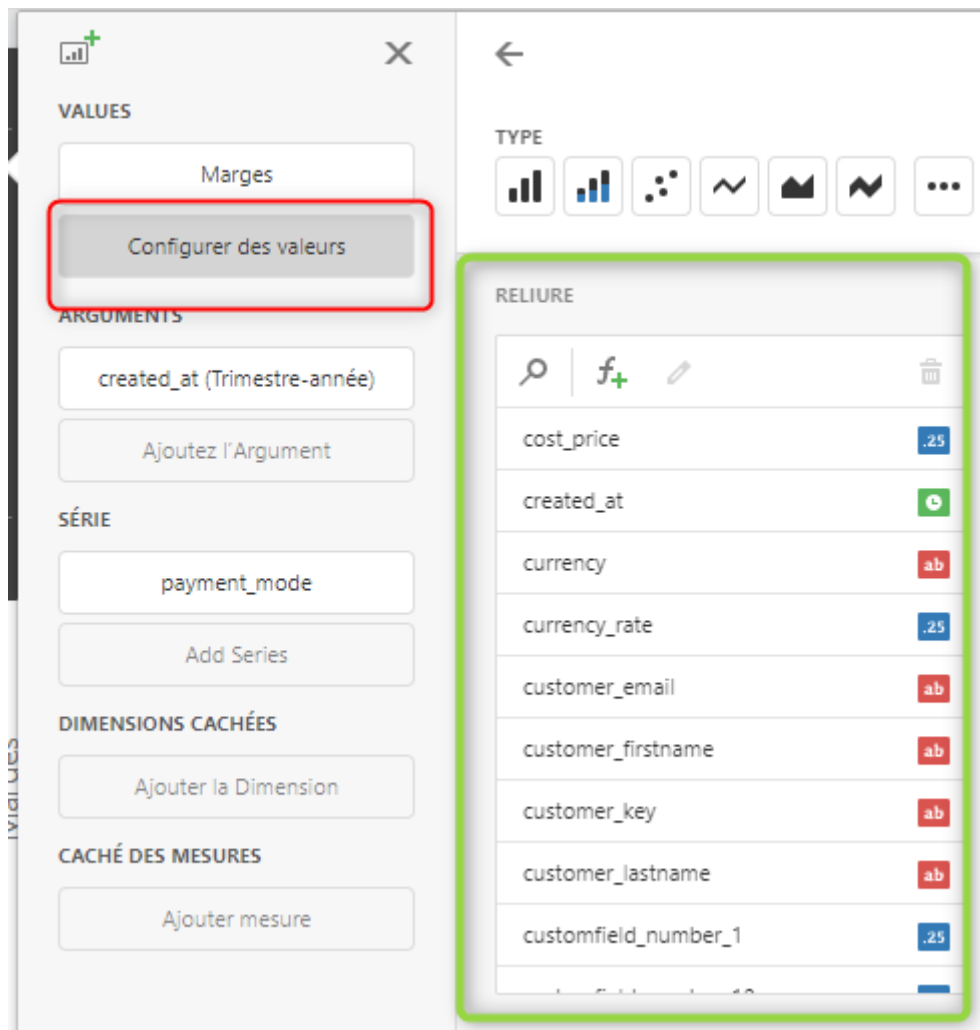 VALUES
Marges
Configurer des valeurs
ARGUMENTS
created_at (Trimestre-année)
Ajoutez l'Argument
SÉRIE
payment_mode
Add Series
DIMENSIONS CACHÉES
Ajouter la Dimension
CACHÉ DES MESURES
Ajouter mesure
TYPE
RELIURE
cost_price
.25
created_at
currency
ab
currency_rate
.25
customer_email
ab
customer_firstname
ab
customer_key
ab
customer_lastname
ab
customfield_number_1
.25